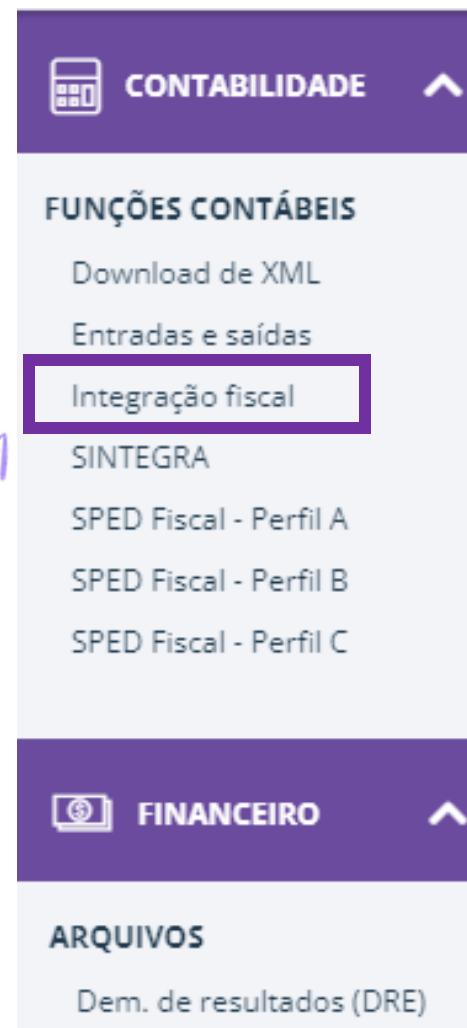 CONTABILIDADE
FUNÇÕES CONTÁBEIS
Download de XML
Entradas e saídas
Integração fiscal
SINTEGRA
SPED Fiscal - Perfil A
SPED Fiscal - Perfil B
SPED Fiscal - Perfil C
FINANCEIRO
ARQUIVOS
Dem. de resultados (DRE)